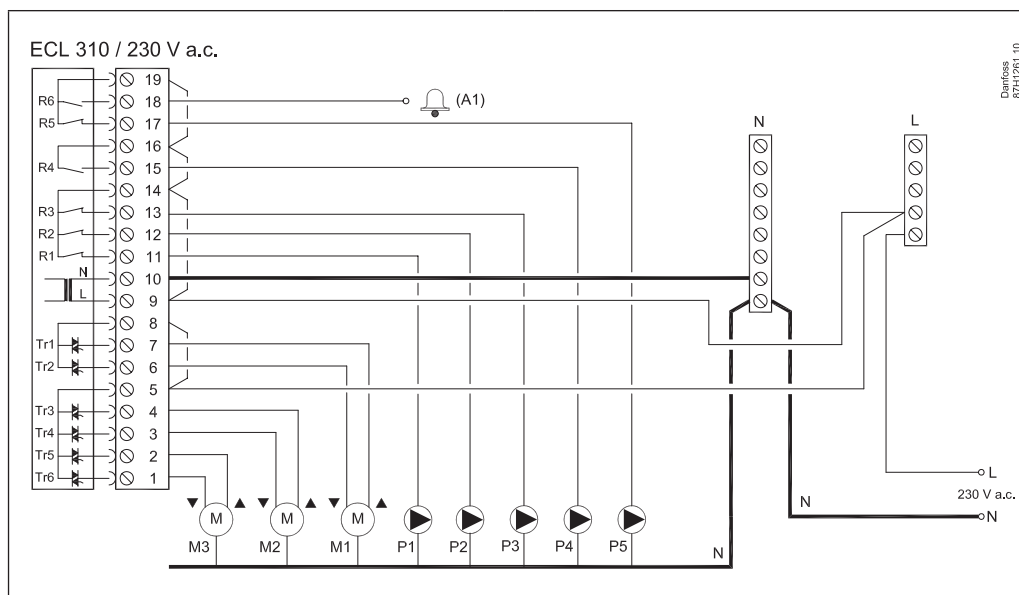 ECL 310 / 230 V a.c.
Danfoss
87H1261.10
19
R6 18 (A1)
R5 17
N L
16
R4 15
14
R3 13
R2 12
R1 11
N 10
L 9
8
Tr1 7
Tr2 6
5
Tr3 4
Tr4 3
Tr5 2
Tr6 1
L
230 V a.c.
N N
M M M
M3 M2 M1 P1 P2 P3 P4 P5
N